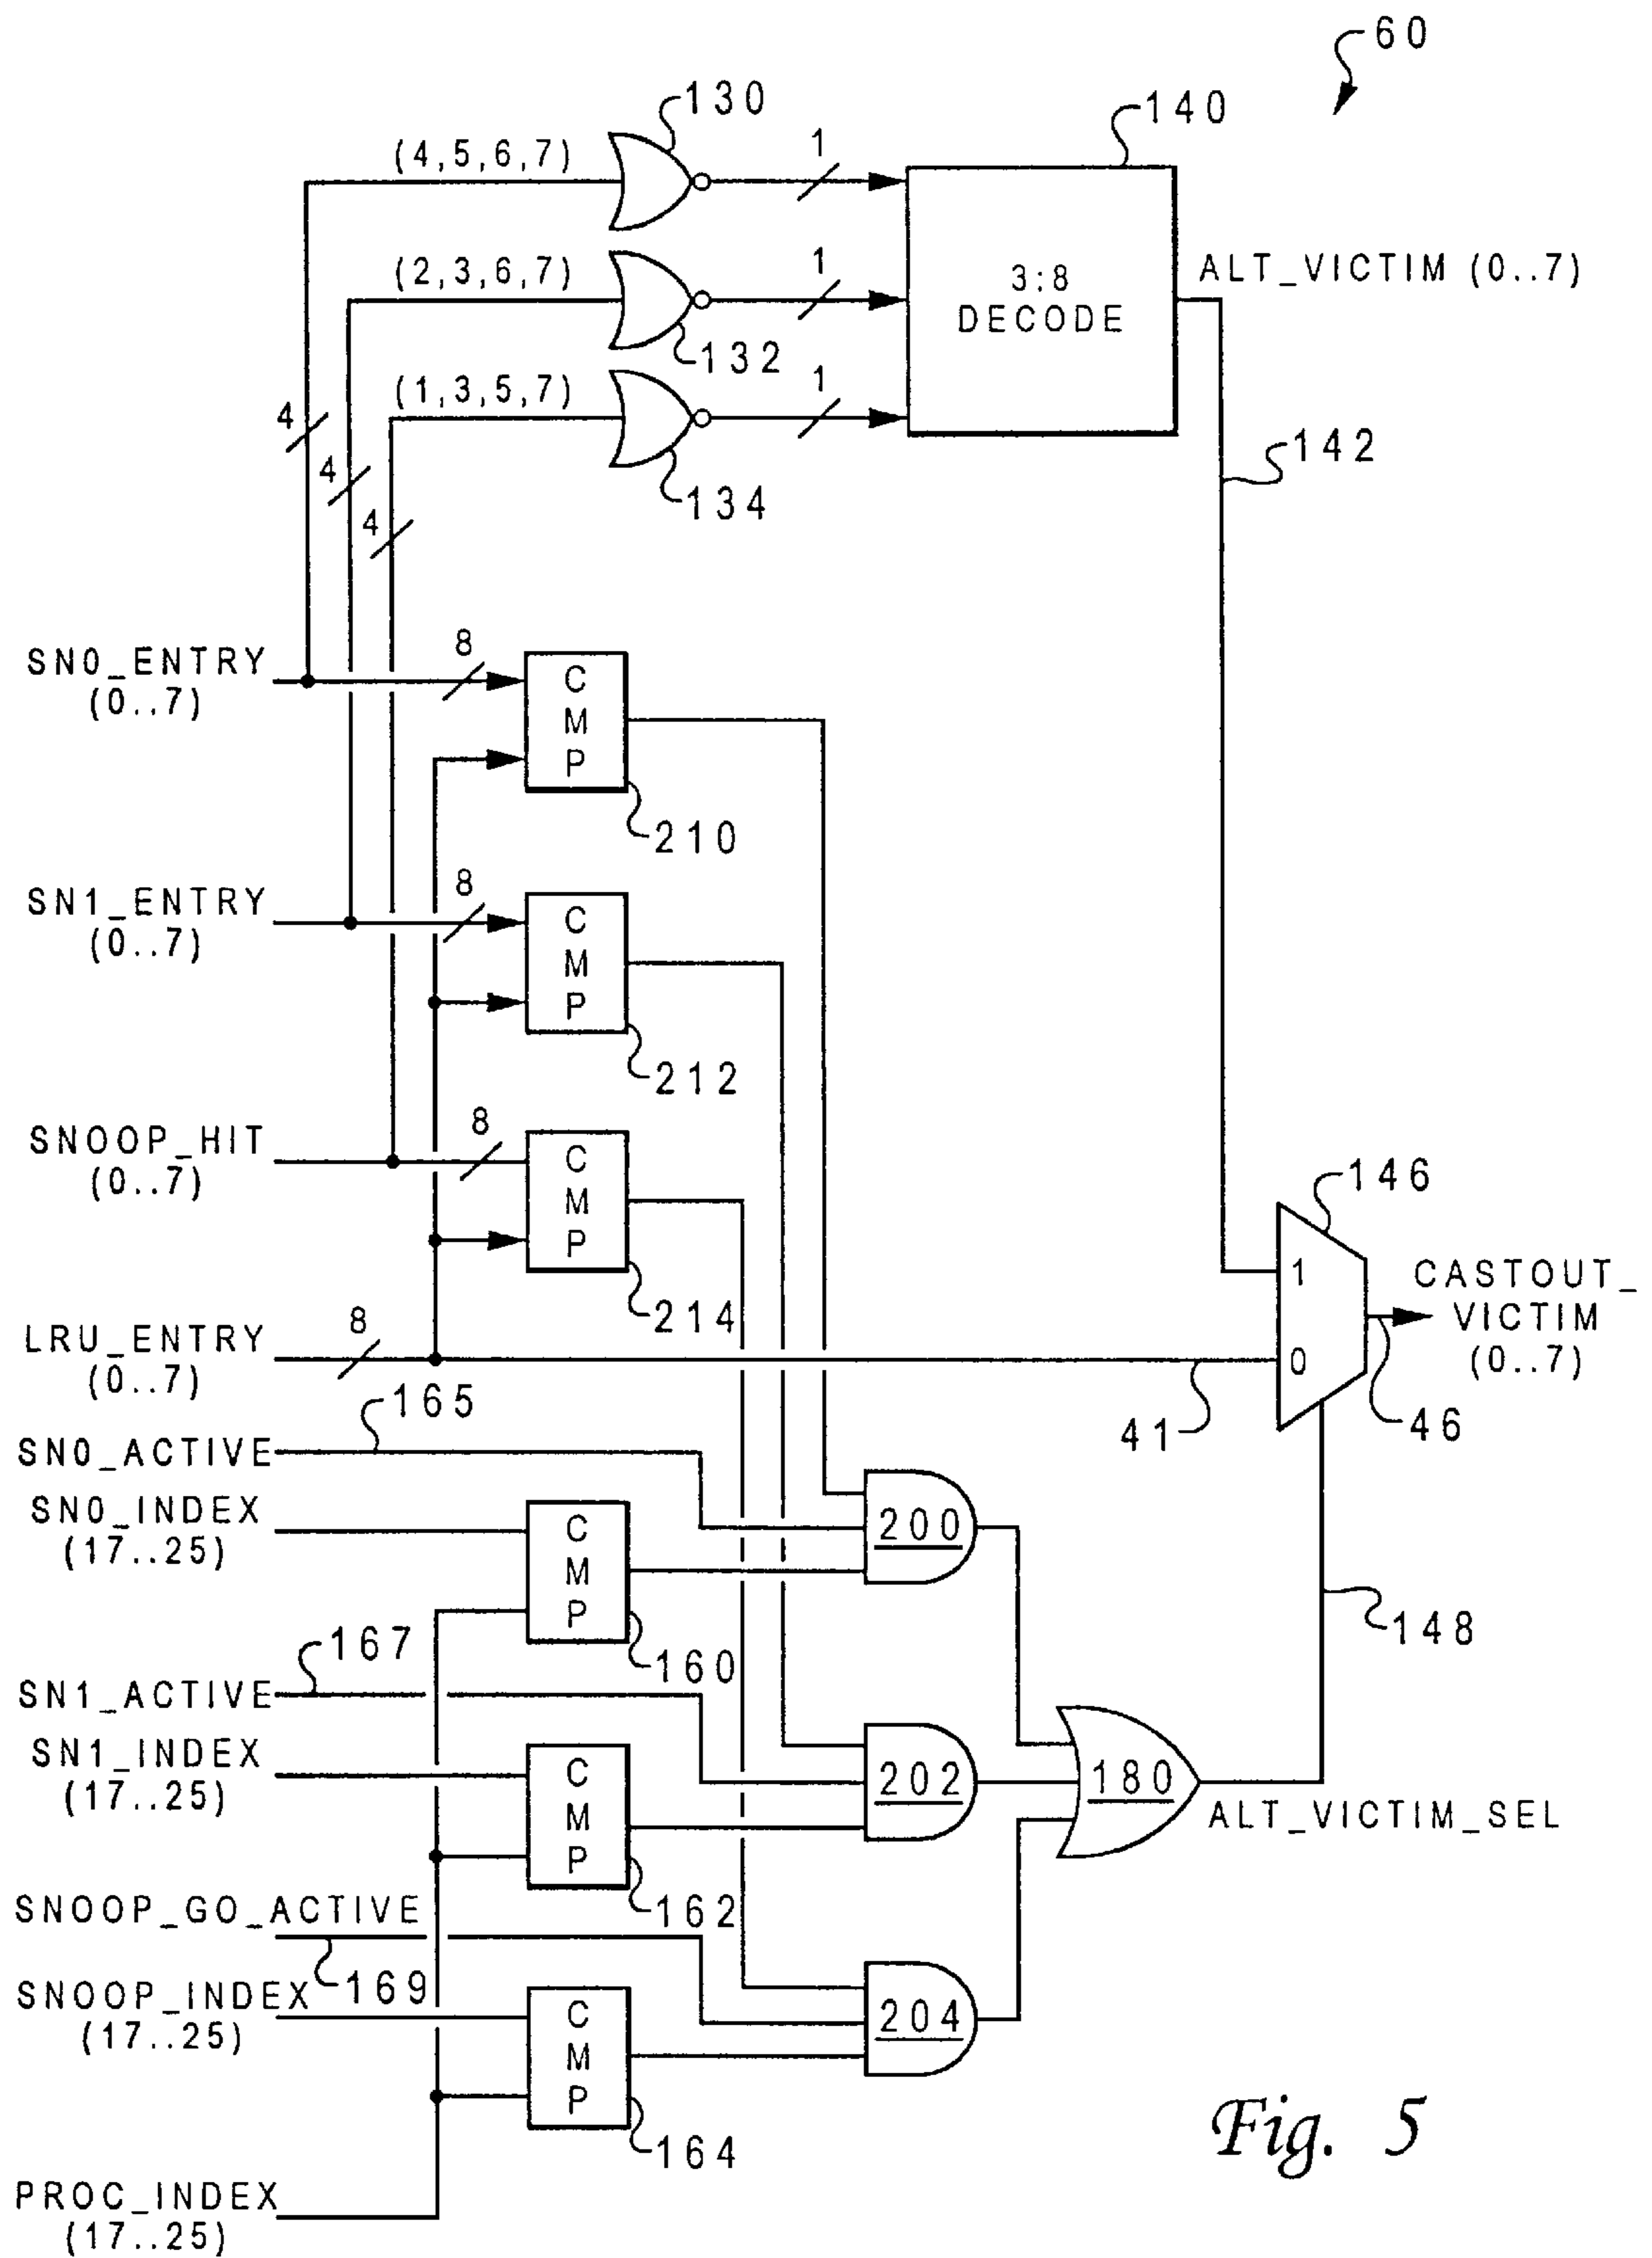 60
130
140
(4,5,6,7)
1
(2,3,6,7)
1
3:8
DECODE
ALT_VICTIM (0..7)
132
(1,3,5,7)
1
4
142
4
134
4
SN0_ENTRY
(0..7)
8
C
M
P
210
SN1_ENTRY
(0..7)
8
C
M
P
212
SNOOP_HIT
(0..7)
8
C
M
P
214
146
1
0
CASTOUT_
VICTIM
(0..7)
LRU_ENTRY
(0..7)
8
165
41
46
SN0_ACTIVE
SN0_INDEX
(17..25)
C
M
P
160
200
148
167
SN1_ACTIVE
SN1_INDEX
(17..25)
C
M
P
162
202
180
ALT_VICTIM_SEL
SNOOP_GO_ACTIVE
169
SNOOP_INDEX
(17..25)
C
M
P
164
204
PROC_INDEX
(17..25)
Fig. 5